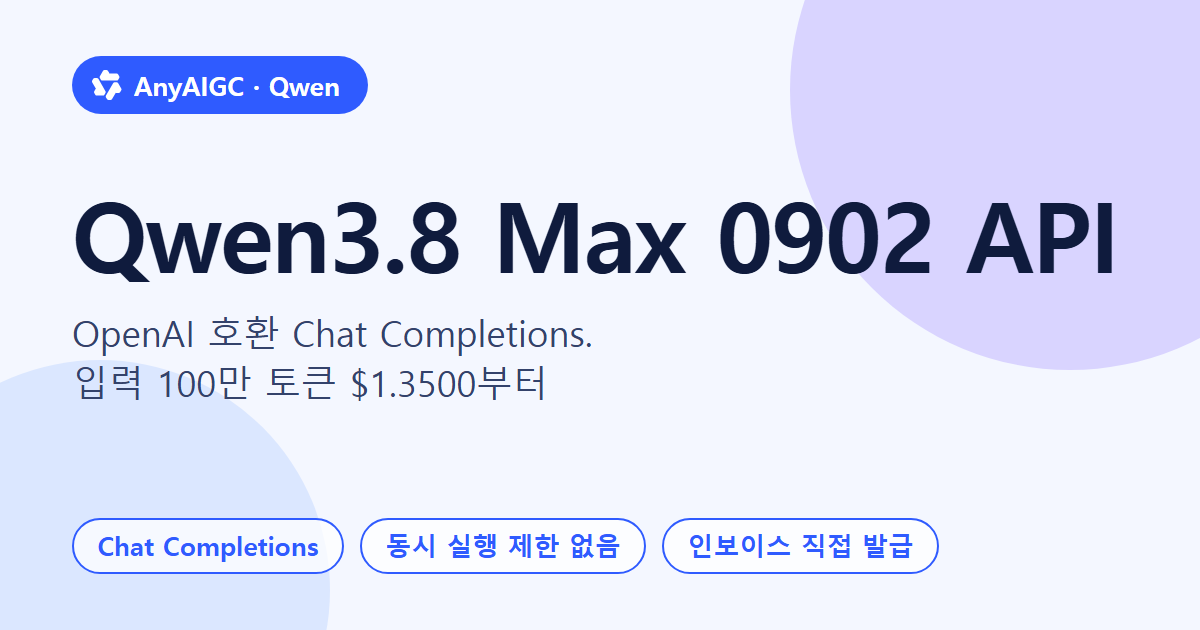 AnyAIGC · Qwen
Qwen3.8 Max 0902 API
OpenAI 호환 Chat Completions.
입력 100만 토큰 $1.3500부터
Chat Completions
동시 실행 제한 없음
인보이스 직접 발급